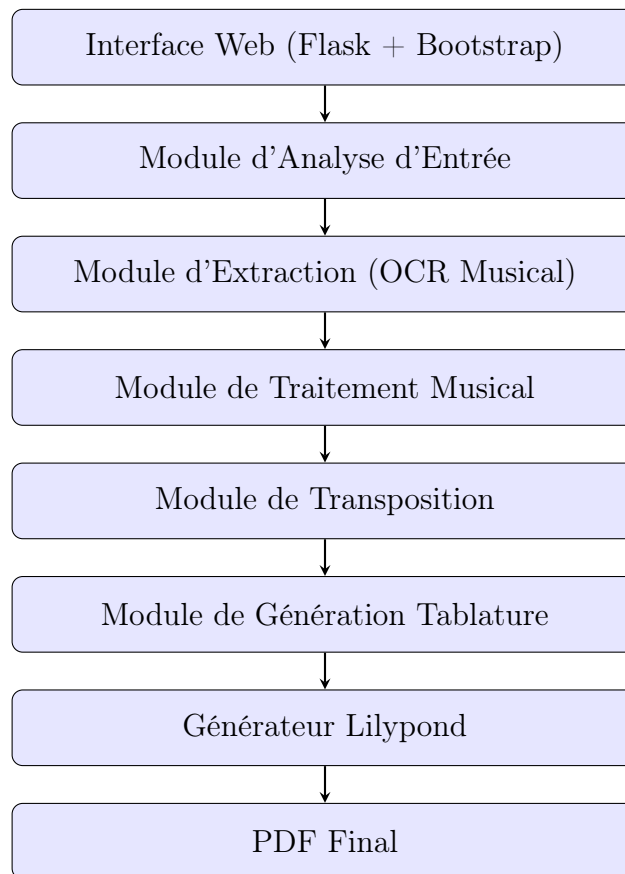 Interface Web (Flask + Bootstrap)
Module d'Analyse d'Entrée
Module d'Extraction (OCR Musical)
Module de Traitement Musical
Module de Transposition
Module de Génération Tablature
Générateur Lilypond
PDF Final